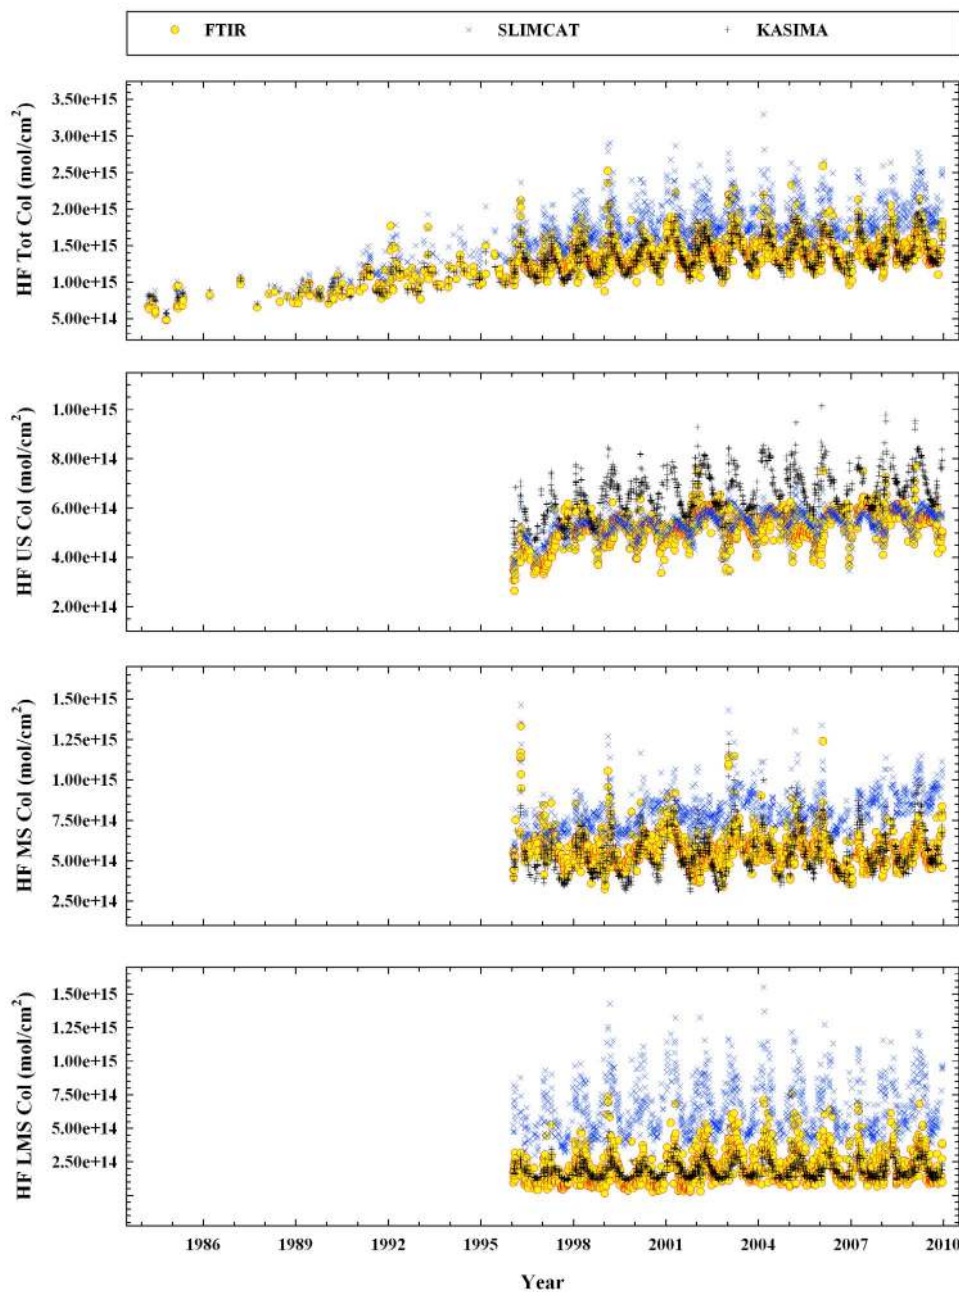 FTIR SLIMCAT KASIMA
HF Tot Col (mol/cm²)
3.50e+15
3.00e+15
2.50e+15
2.00e+15
1.50e+15
1.00e+15
5.00e+14
HF US Col (mol/cm²)
1.00e+15
8.00e+14
6.00e+14
4.00e+14
2.00e+14
HF MS Col (mol/cm²)
1.50e+15
1.25e+15
1.00e+15
7.50e+14
5.00e+14
2.50e+14
HF LMS Col (mol/cm²)
1.50e+15
1.25e+15
1.00e+15
7.50e+14
5.00e+14
2.50e+14
1986 1989 1992 1995 1998 2001 2004 2007 2010
Year